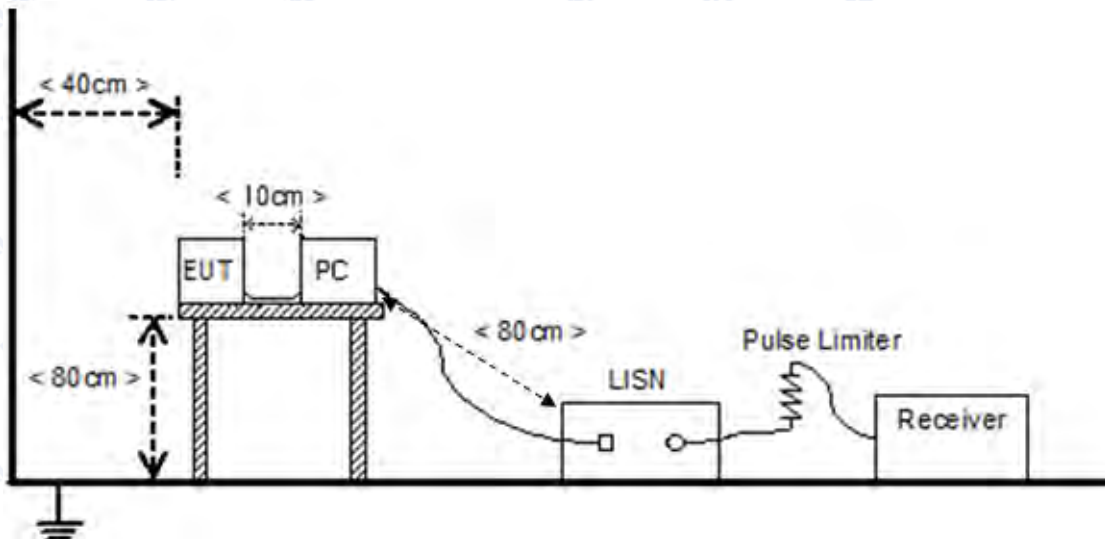 < 40cm >
< 10cm >
EUT
PC
< 80cm >
< 80cm >
LISN
Pulse Limiter
Receiver